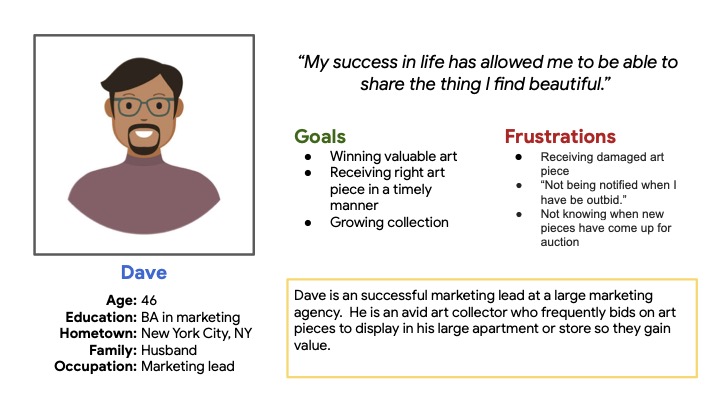 “My success in life has allowed me to be able to
share the thing I find beautiful.”
Goals
● Winning valuable art
● Receiving right art
piece in a timely
manner
● Growing collection
Frustrations
● Receiving damaged art
piece
● “Not being notified when I
have be outbid.”
● Not knowing when new
pieces have come up for
auction
Dave
Age: 46
Education: BA in marketing
Hometown: New York City, NY
Family: Husband
Occupation: Marketing lead
Dave is an successful marketing lead at a large marketing
agency.  He is an avid art collector who frequently bids on art
pieces to display in his large apartment or store so they gain
value.